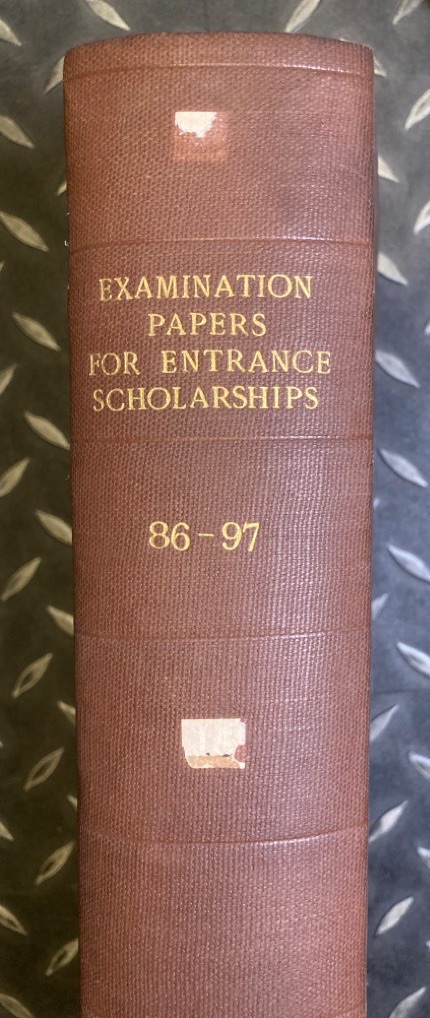 EXAMINATION
PAPERS
FOR ENTRANCE
SCHOLARSHIPS
86-97